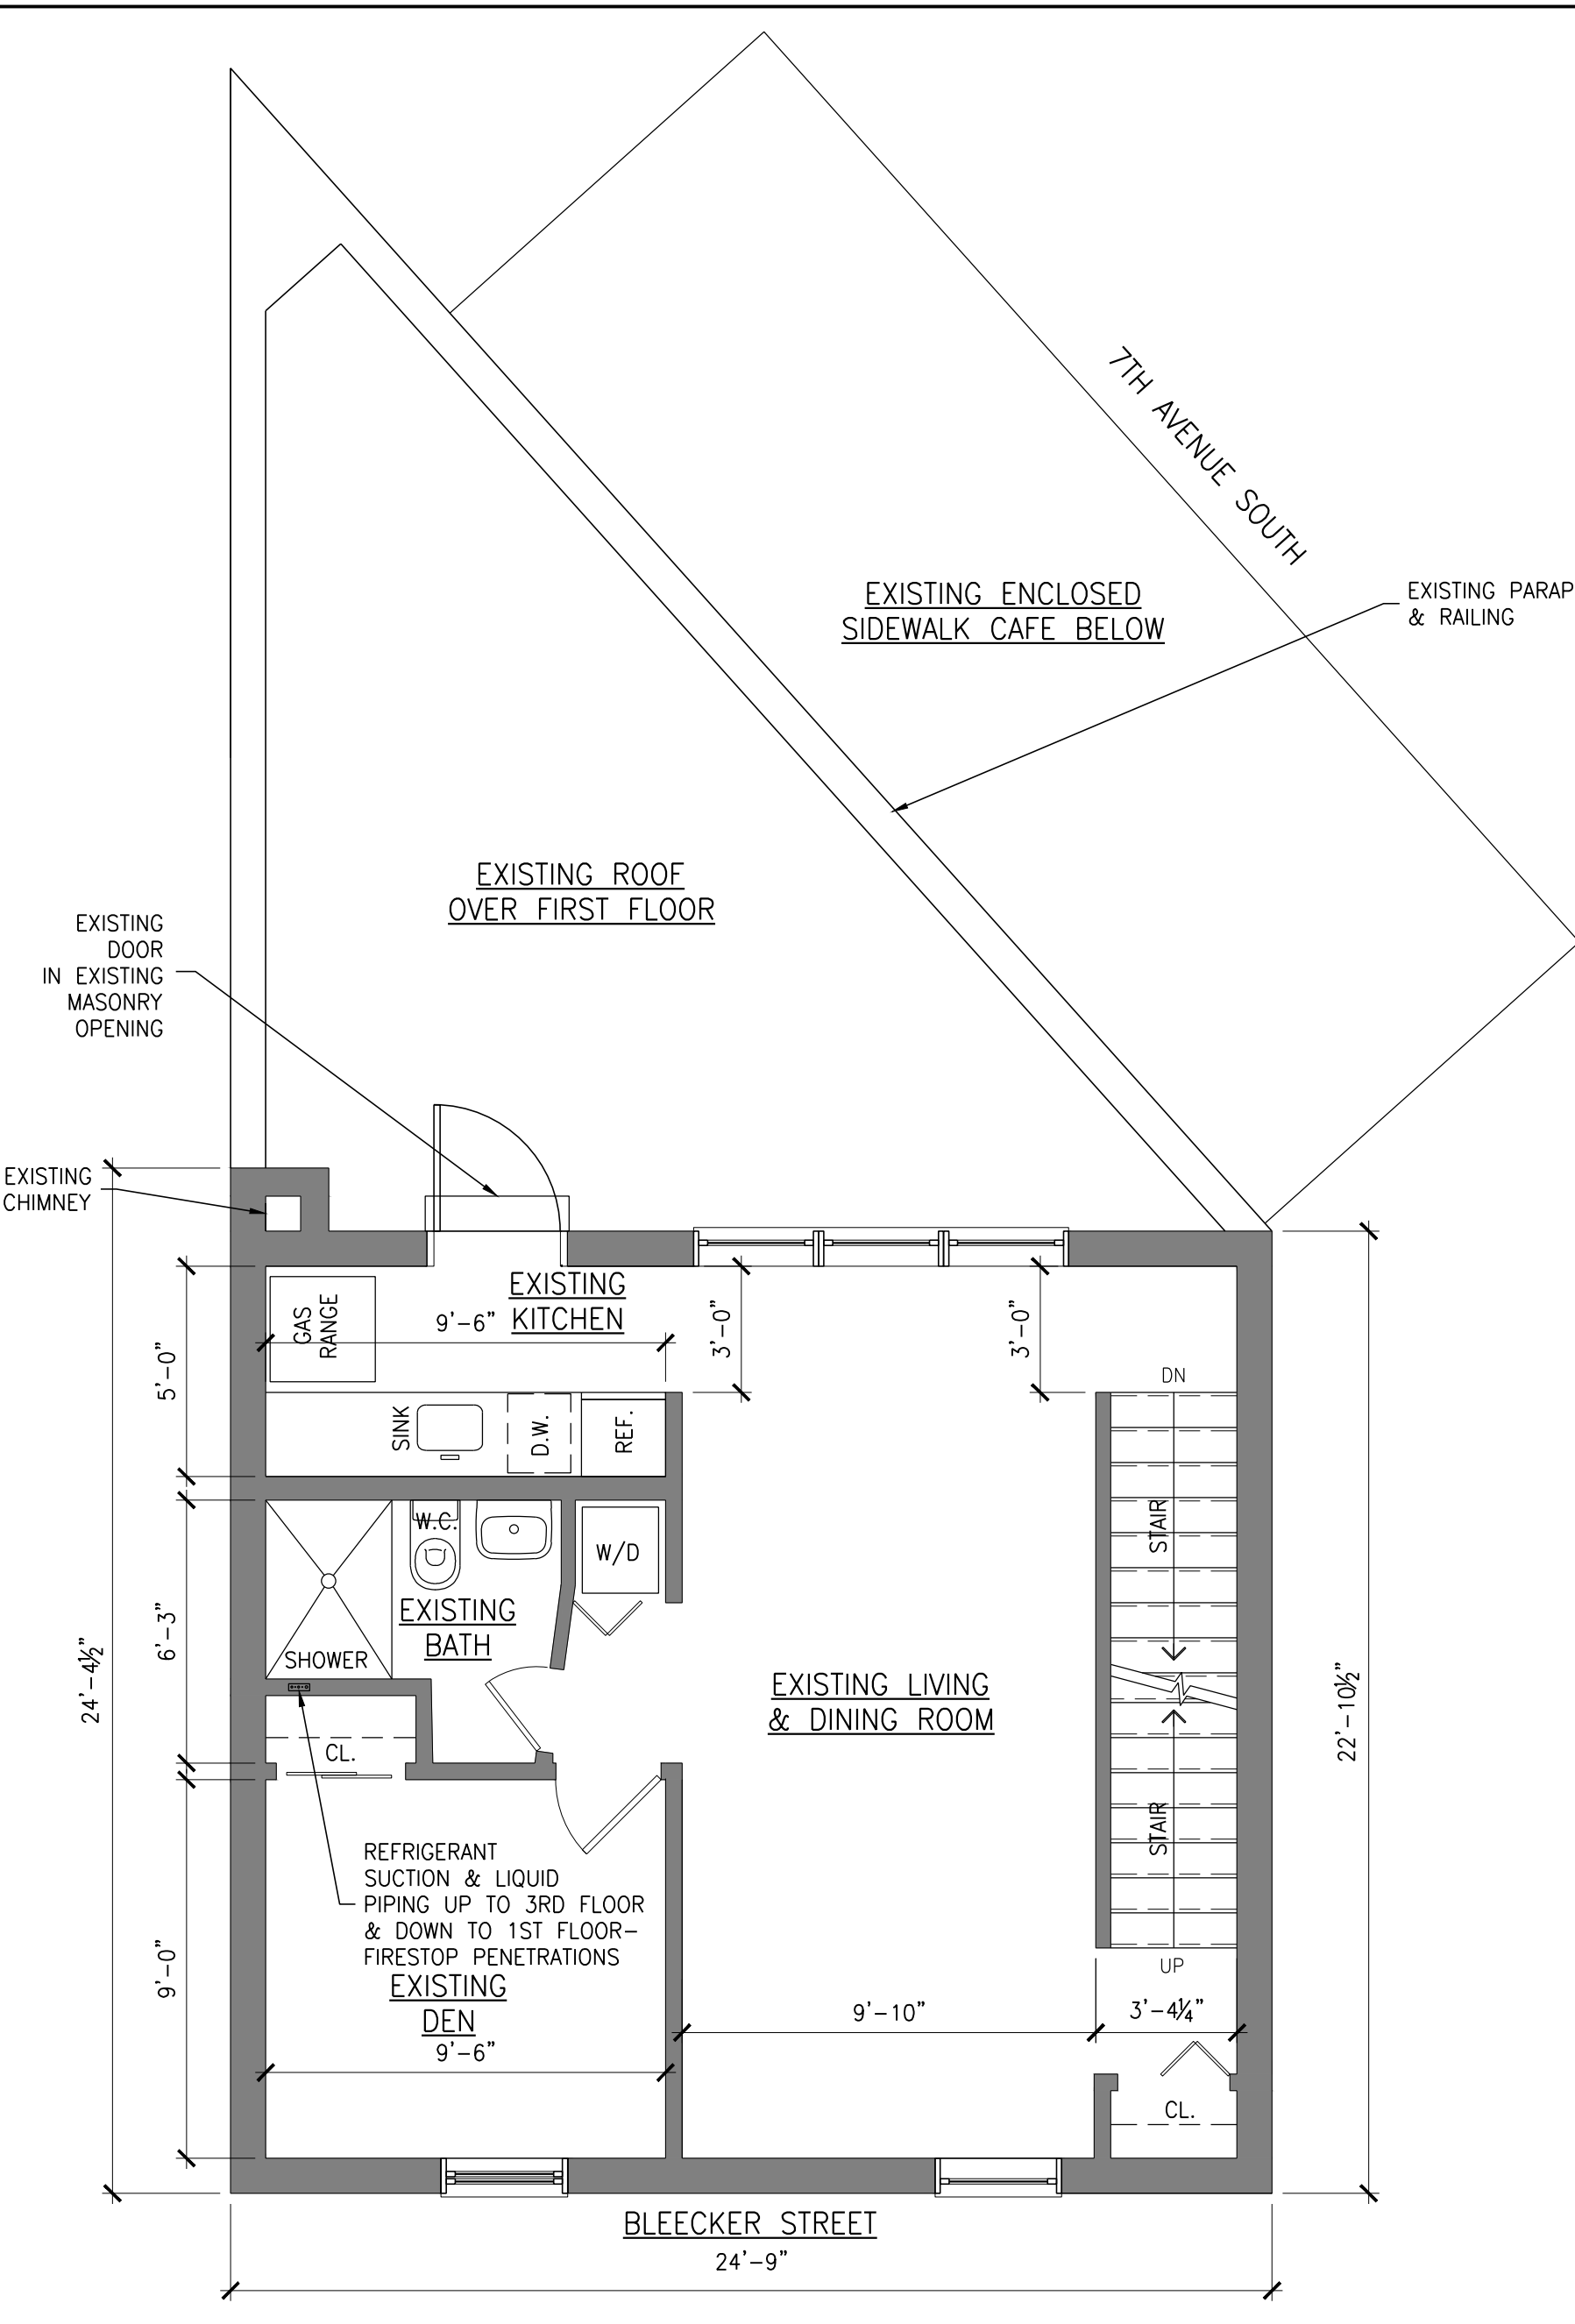 7TH AVENUE SOUTH
EXISTING ENCLOSED
SIDEWALK CAFE BELOW
EXISTING PARAP
& RAILING
EXISTING ROOF
OVER FIRST FLOOR
EXISTING
DOOR
IN EXISTING
MASONRY
OPENING
EXISTING
CHIMNEY
GAS
RANGE
EXISTING
KITCHEN
9'-6"
3'-0"
3'-0"
5'-0"
DN
SINK
D.W.
REF.
STAIR
W.C.
W/D
EXISTING
BATH
SHOWER
6'-3"
24'-4½"
EXISTING LIVING
& DINING ROOM
22'-10½"
CL.
STAIR
REFRIGERANT
SUCTION & LIQUID
PIPING UP TO 3RD FLOOR
& DOWN TO 1ST FLOOR-
FIRESTOP PENETRATIONS
9'-0"
EXISTING
DEN
9'-6"
UP
9'-10"
3'-4¼"
CL.
BLEECKER STREET
24'-9"